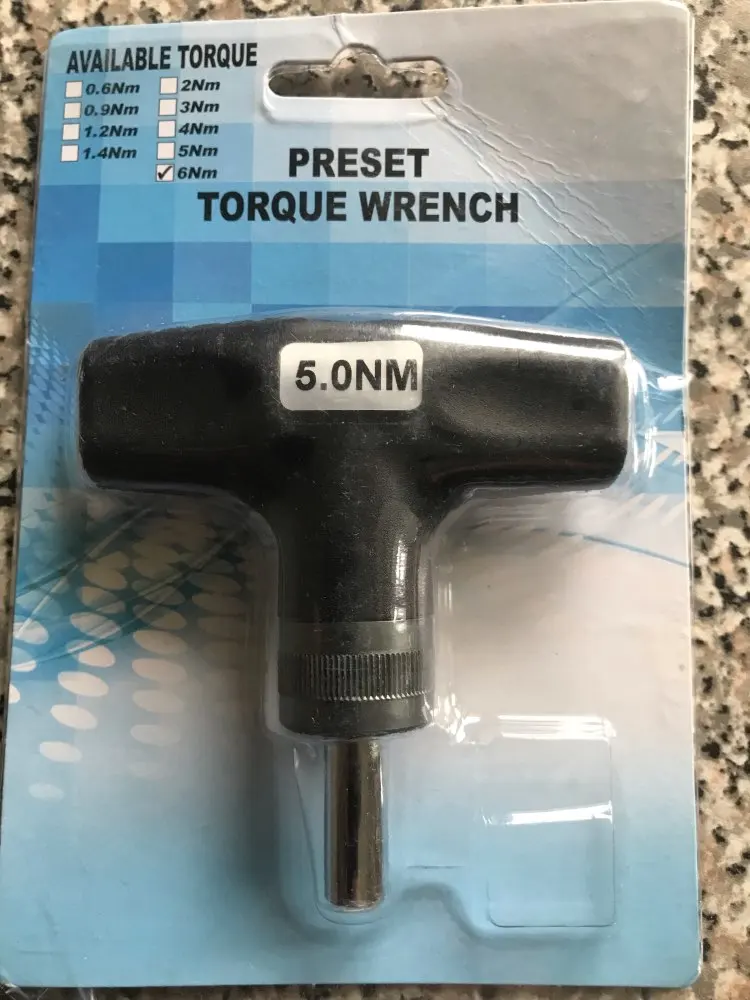 AVAILABLE TORQUE
0.6Nm 2Nm
0.9Nm 3Nm
1.2Nm 4Nm
1.4Nm 5Nm
6Nm
PRESET
TORQUE WRENCH
5.0NM